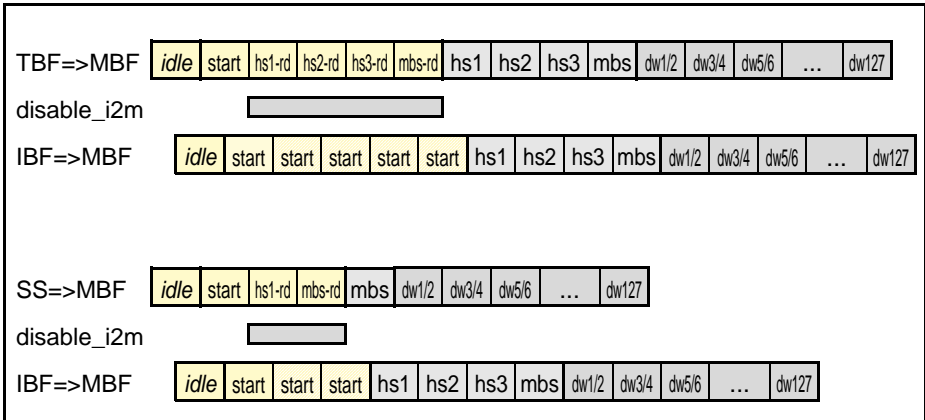 TBF=>MBF idle start hs1-rd hs2-rd hs3-rd mbs-rd hs1 hs2 hs3 mbs dw1/2 dw3/4 dw5/6 ... dw127
disable_i2m
IBF=>MBF idle start start start start start hs1 hs2 hs3 mbs dw1/2 dw3/4 dw5/6 ... dw127
SS=>MBF idle start hs1-rd mbs-rd mbs dw1/2 dw3/4 dw5/6 ... dw127
disable_i2m
IBF=>MBF idle start start start hs1 hs2 hs3 mbs dw1/2 dw3/4 dw5/6 ... dw127